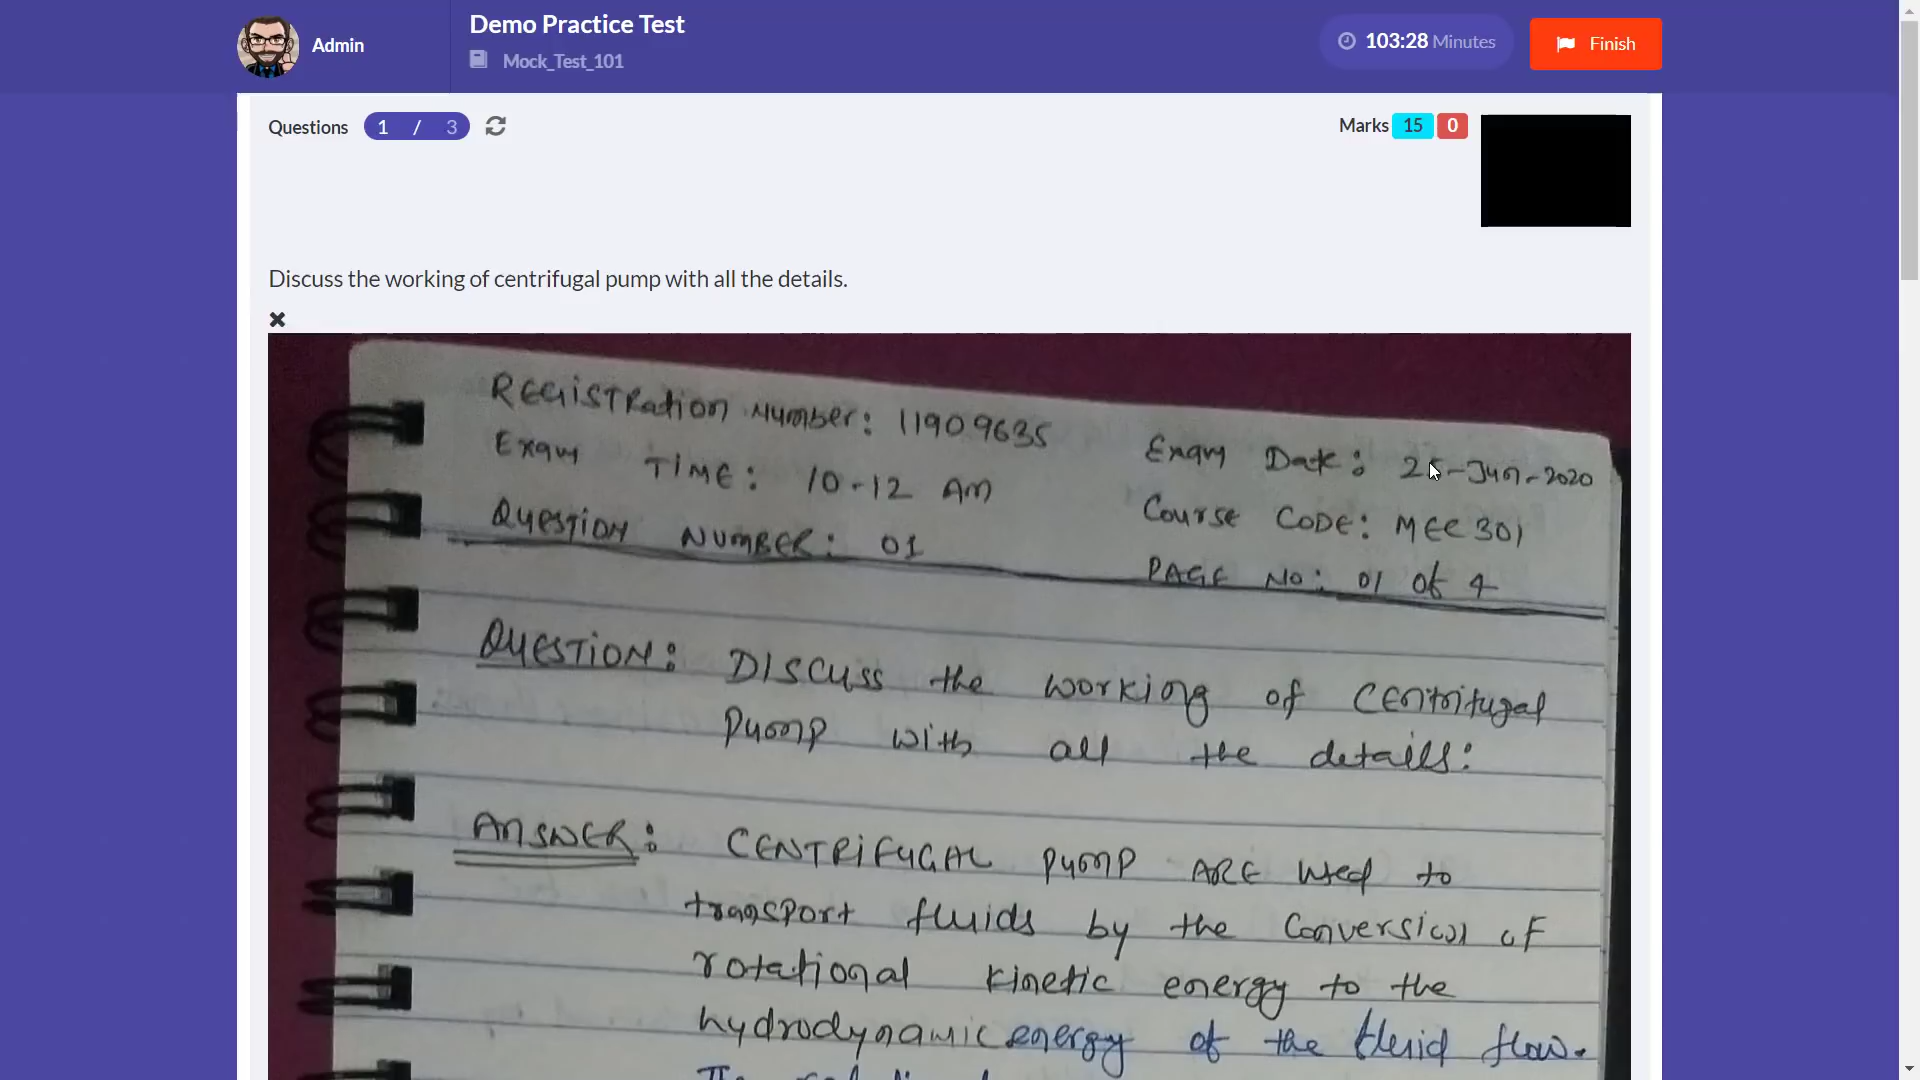 Admin
Demo Practice Test
Mock_Test_101
103:28 Minutes
Finish
Questions 1 / 3
Marks 15 0
Discuss the working of centrifugal pump with all the details.
REGiSTRation Number: 11909635
Exam Date: 25-Jun-2020
Exam TIME: 10-12 Am
Course CODE: MEC 301
QUESTION NUMBER: 01
PAGE No: 01 of 4
QUESTION: DISCUSS the working of CENtrifugal
pump with all the details:
ANSWER: CENTRIFUGAL pump ARE used to
transport fluids by the conversion of
rotational kinetic energy to the
hydrodynamic energy of the fluid flow.